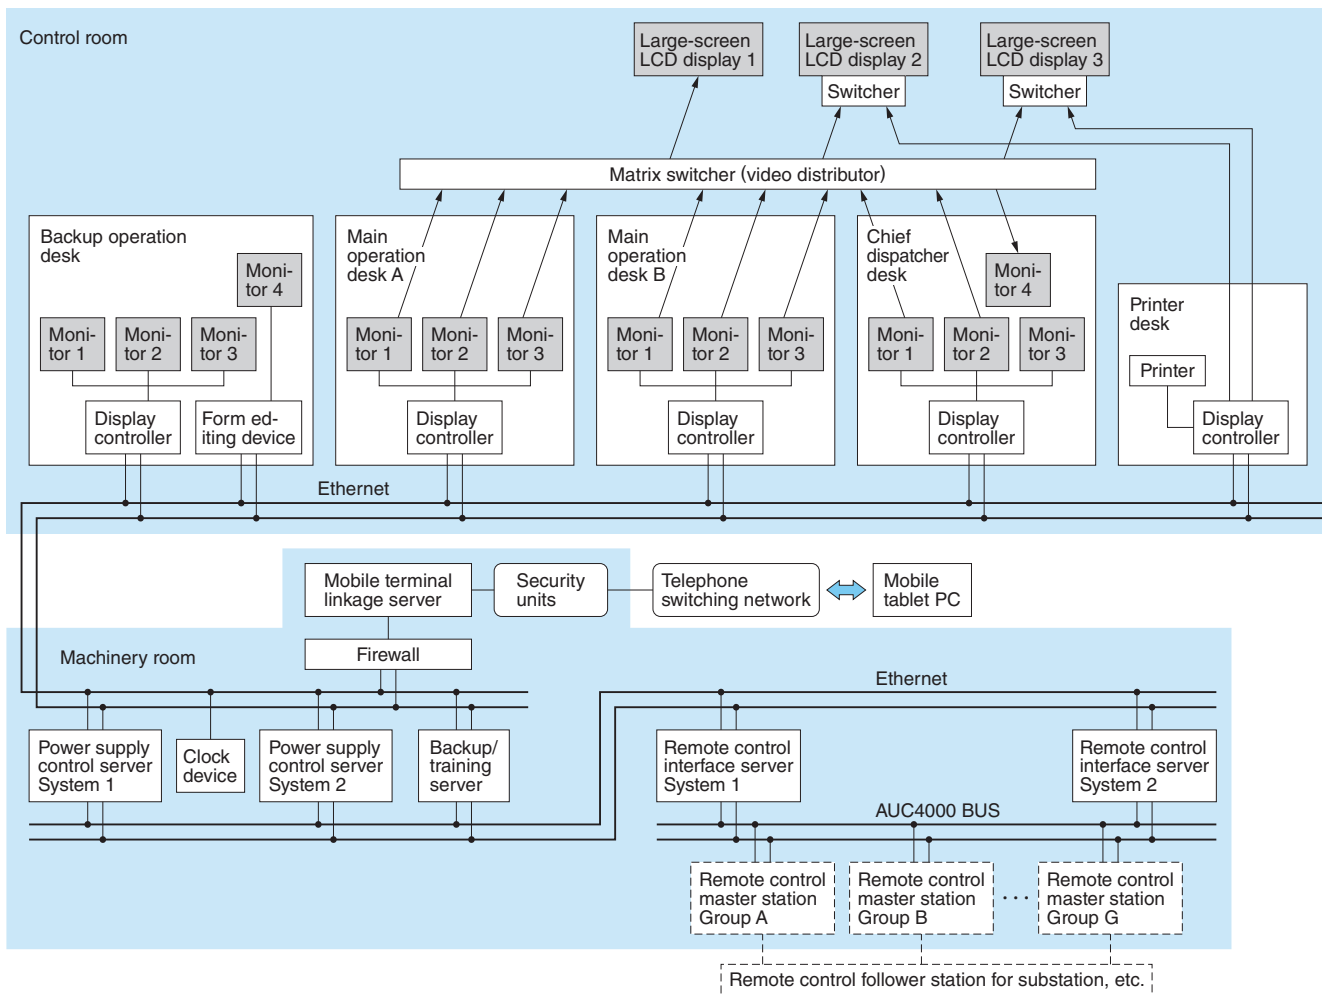 Control room
Large-screen
LCD display 1
Large-screen
LCD display 2
Switcher
Large-screen
LCD display 3
Switcher
Matrix switcher (video distributor)
Backup operation
desk
Moni-
tor 4
Moni-
tor 1
Moni-
tor 2
Moni-
tor 3
Display
controller
Form ed-
iting device
Main
operation
desk A
Moni-
tor 1
Moni-
tor 2
Moni-
tor 3
Display
controller
Main
operation
desk B
Moni-
tor 1
Moni-
tor 2
Moni-
tor 3
Display
controller
Chief
dispatcher
desk
Moni-
tor 4
Moni-
tor 1
Moni-
tor 2
Moni-
tor 3
Display
controller
Printer
desk
Printer
Display
controller
Ethernet
Mobile terminal
linkage server
Security
units
Telephone
switching network
Mobile
tablet PC
Machinery room
Firewall
Ethernet
Power supply
control server
System 1
Clock
device
Power supply
control server
System 2
Backup/
training
server
Remote control
interface server
System 1
Remote control
interface server
System 2
AUC4000 BUS
Remote control
master station
Group A
Remote control
master station
Group B
...
Remote control
master station
Group G
Remote control follower station for substation, etc.